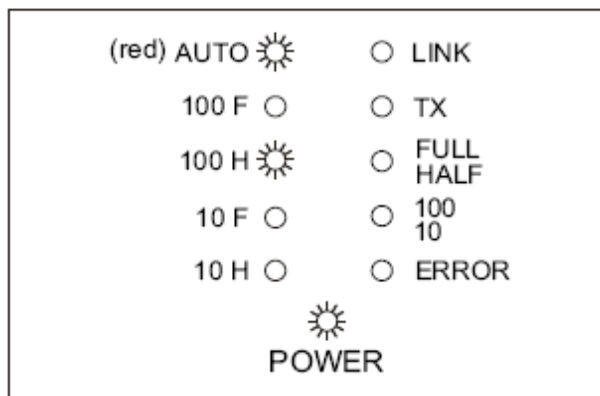 (red) AUTO
LINK
100 F
TX
100 H
FULL
HALF
10 F
100
10
10 H
ERROR
POWER